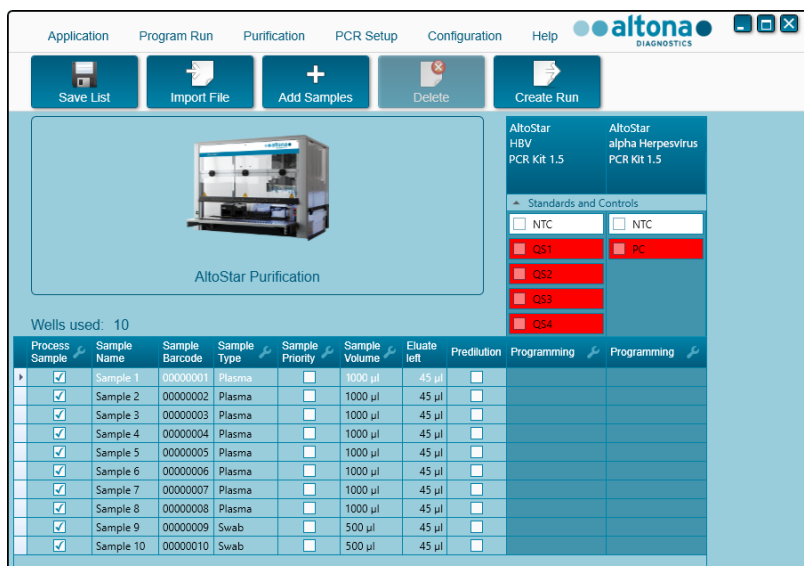 Application Program Run Purification PCR Setup Configuration Help altona
DIAGNOSTICS
Save List Import File Add Samples Delete Create Run
AltoStar
HBV
PCR Kit 1.5
AltoStar
alpha Herpesvirus
PCR Kit 1.5
Standards and Controls
NTC NTC
QS1 PC
QS2
QS3
QS4
AltoStar Purification
Wells used: 10
Process Sample Sample Name Sample Barcode Sample Type Sample Priority Sample Volume Eluate left Predilution Programming Programming
Sample 1 00000001 Plasma 1000 µl 45 µl
Sample 2 00000002 Plasma 1000 µl 45 µl
Sample 3 00000003 Plasma 1000 µl 45 µl
Sample 4 00000004 Plasma 1000 µl 45 µl
Sample 5 00000005 Plasma 1000 µl 45 µl
Sample 6 00000006 Plasma 1000 µl 45 µl
Sample 7 00000007 Plasma 1000 µl 45 µl
Sample 8 00000008 Plasma 1000 µl 45 µl
Sample 9 00000009 Swab 500 µl 45 µl
Sample 10 00000010 Swab 500 µl 45 µl